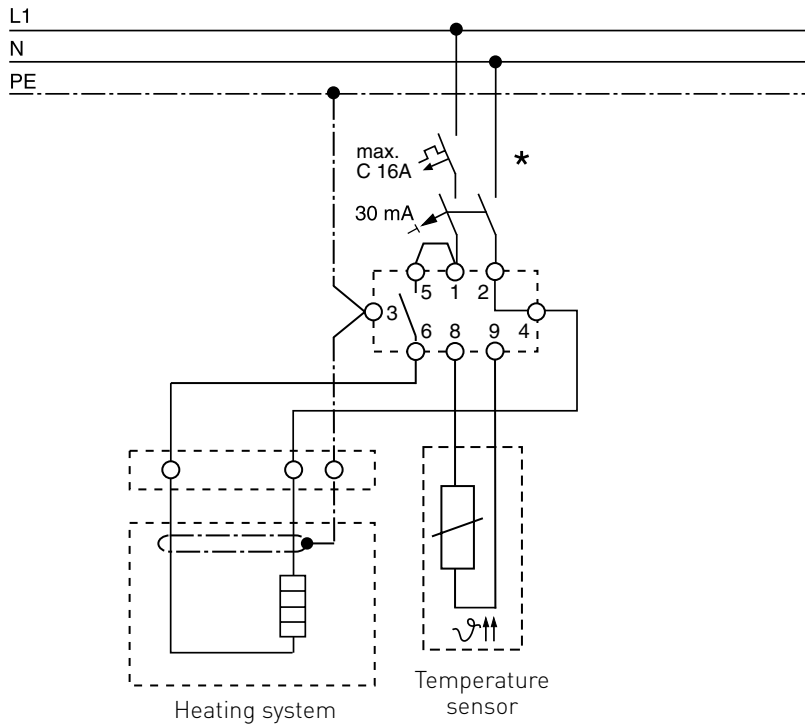 L1
N
PE
max.
C 16A
*
30 mA
5 1 2
3 4
6 8 9
ϑ
Heating system
Temperature
sensor